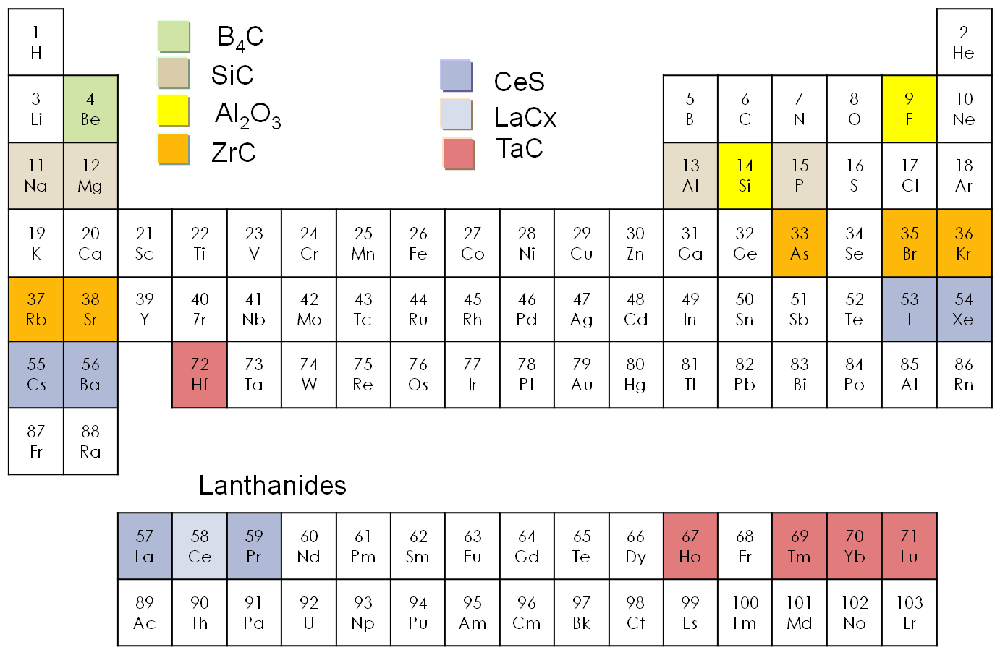 1
H
2
He
B₄C
SiC
Al₂O₃
ZrC
CeS
LaCx
TaC
3 4 5 6 7 8 9 10
Li Be B C N O F Ne
11 12 13 14 15 16 17 18
Na Mg Al Si P S Cl Ar
19 20 21 22 23 24 25 26 27 28 29 30 31 32 33 34 35 36
K Ca Sc Ti V Cr Mn Fe Co Ni Cu Zn Ga Ge As Se Br Kr
37 38 39 40 41 42 43 44 45 46 47 48 49 50 51 52 53 54
Rb Sr Y Zr Nb Mo Tc Ru Rh Pd Ag Cd In Sn Sb Te I Xe
55 56 72 73 74 75 76 77 78 79 80 81 82 83 84 85 86
Cs Ba Hf Ta W Re Os Ir Pt Au Hg Tl Pb Bi Po At Rn
87 88
Fr Ra
Lanthanides
57 58 59 60 61 62 63 64 65 66 67 68 69 70 71
La Ce Pr Nd Pm Sm Eu Gd Te Dy Ho Er Tm Yb Lu
89 90 91 92 93 94 95 96 97 98 99 100 101 102 103
Ac Th Pa U Np Pu Am Cm Bk Cf Es Fm Md No Lr